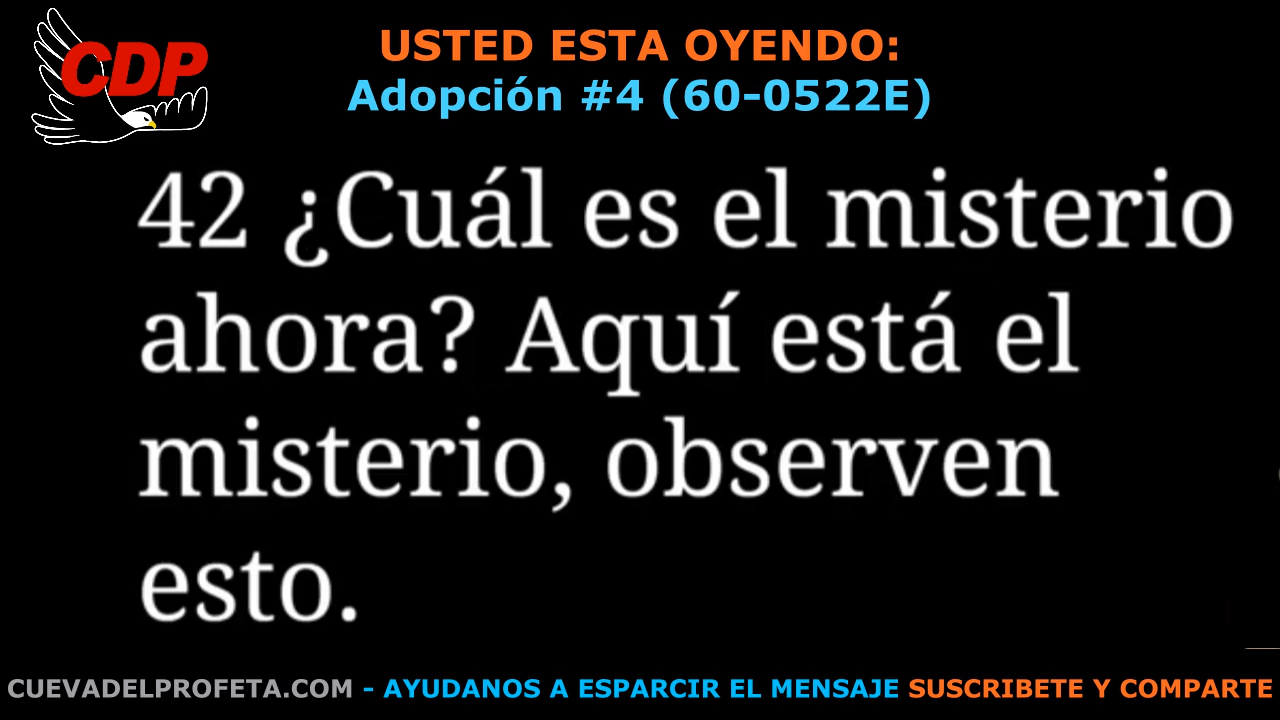 CDP
USTED ESTA OYENDO:
Adopción #4 (60-0522E)
42 ¿Cuál es el misterio
ahora? Aquí está el
misterio, observen
esto.
CUEVADELPROFETA.COM - AYUDANOS A ESPARCIR EL MENSAJE SUSCRIBETE Y COMPARTE